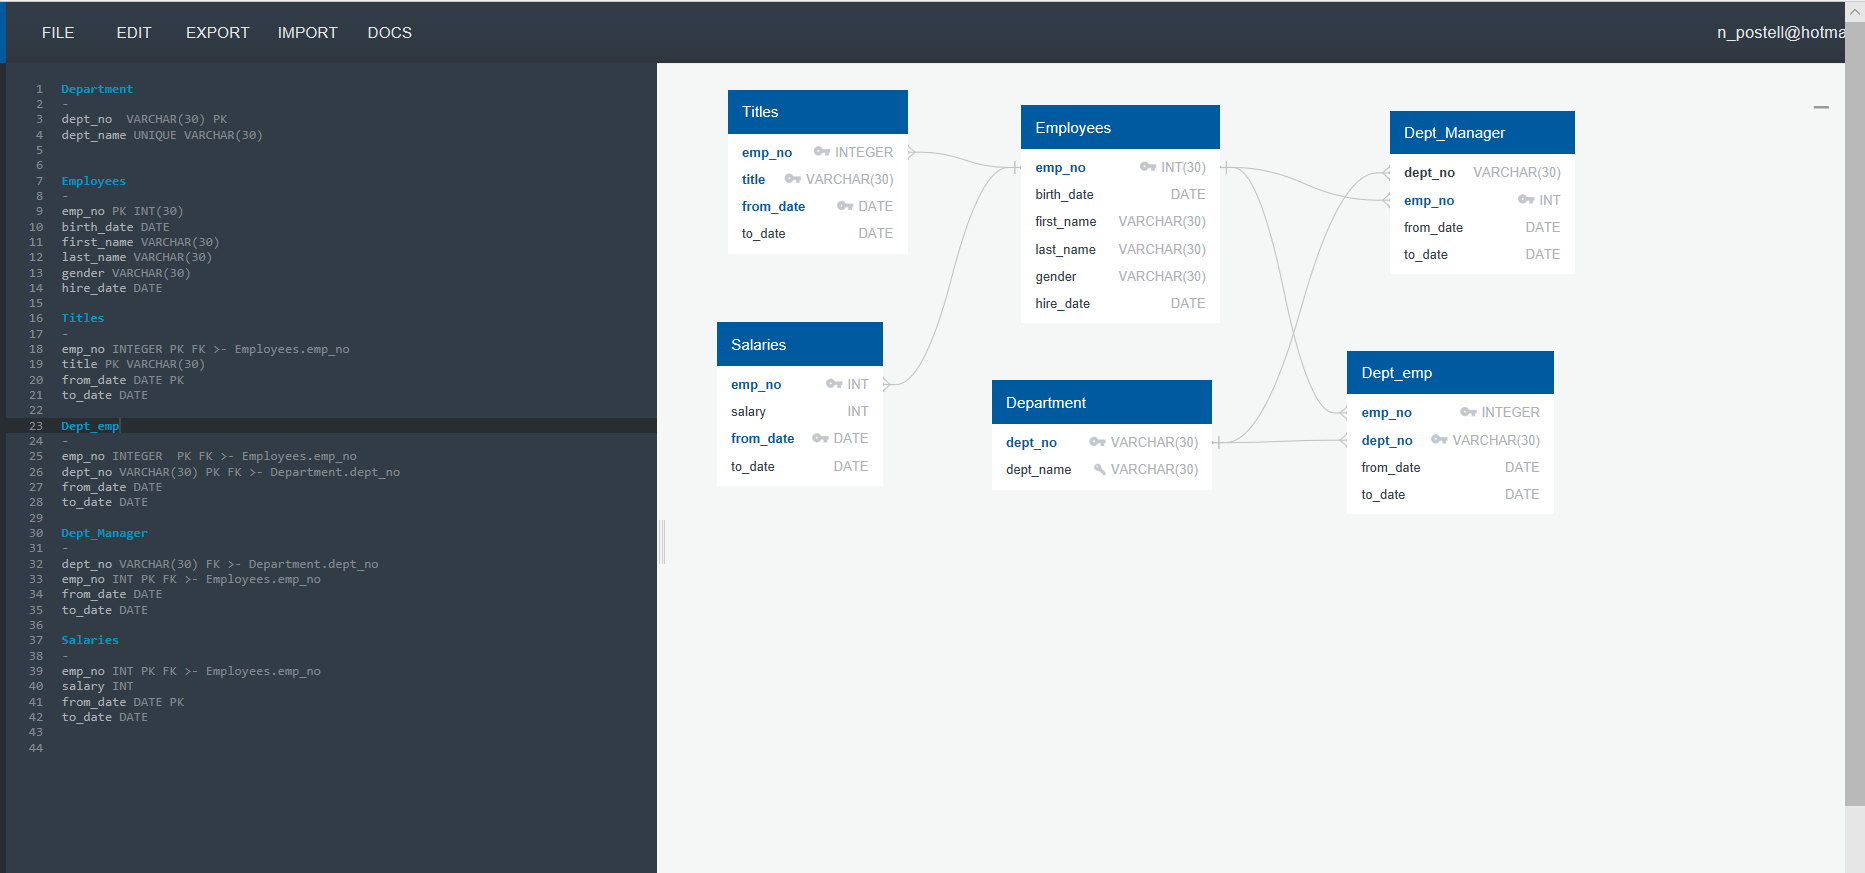 FILE EDIT EXPORT IMPORT DOCS n_postell@hotma
1 Department
2 -
3 dept_no  VARCHAR(30) PK
4 dept_name UNIQUE VARCHAR(30)
5
6
7 Employees
8 -
9 emp_no PK INT(30)
10 birth_date DATE
11 first_name VARCHAR(30)
12 last_name VARCHAR(30)
13 gender VARCHAR(30)
14 hire_date DATE
15
16 Titles
17 -
18 emp_no INTEGER PK FK >- Employees.emp_no
19 title PK VARCHAR(30)
20 from_date DATE PK
21 to_date DATE
22
23 Dept_emp
24 -
25 emp_no INTEGER  PK FK >- Employees.emp_no
26 dept_no VARCHAR(30) PK FK >- Department.dept_no
27 from_date DATE
28 to_date DATE
29
30 Dept_Manager
31 -
32 dept_no VARCHAR(30) FK >- Department.dept_no
33 emp_no INT PK FK >- Employees.emp_no
34 from_date DATE
35 to_date DATE
36
37 Salaries
38 -
39 emp_no INT PK FK >- Employees.emp_no
40 salary INT
41 from_date DATE PK
42 to_date DATE
43
44
Titles
emp_no INTEGER
title VARCHAR(30)
from_date DATE
to_date DATE
Employees
emp_no INT(30)
birth_date DATE
first_name VARCHAR(30)
last_name VARCHAR(30)
gender VARCHAR(30)
hire_date DATE
Dept_Manager
dept_no VARCHAR(30)
emp_no INT
from_date DATE
to_date DATE
Salaries
emp_no INT
salary INT
from_date DATE
to_date DATE
Department
dept_no VARCHAR(30)
dept_name VARCHAR(30)
Dept_emp
emp_no INTEGER
dept_no VARCHAR(30)
from_date DATE
to_date DATE